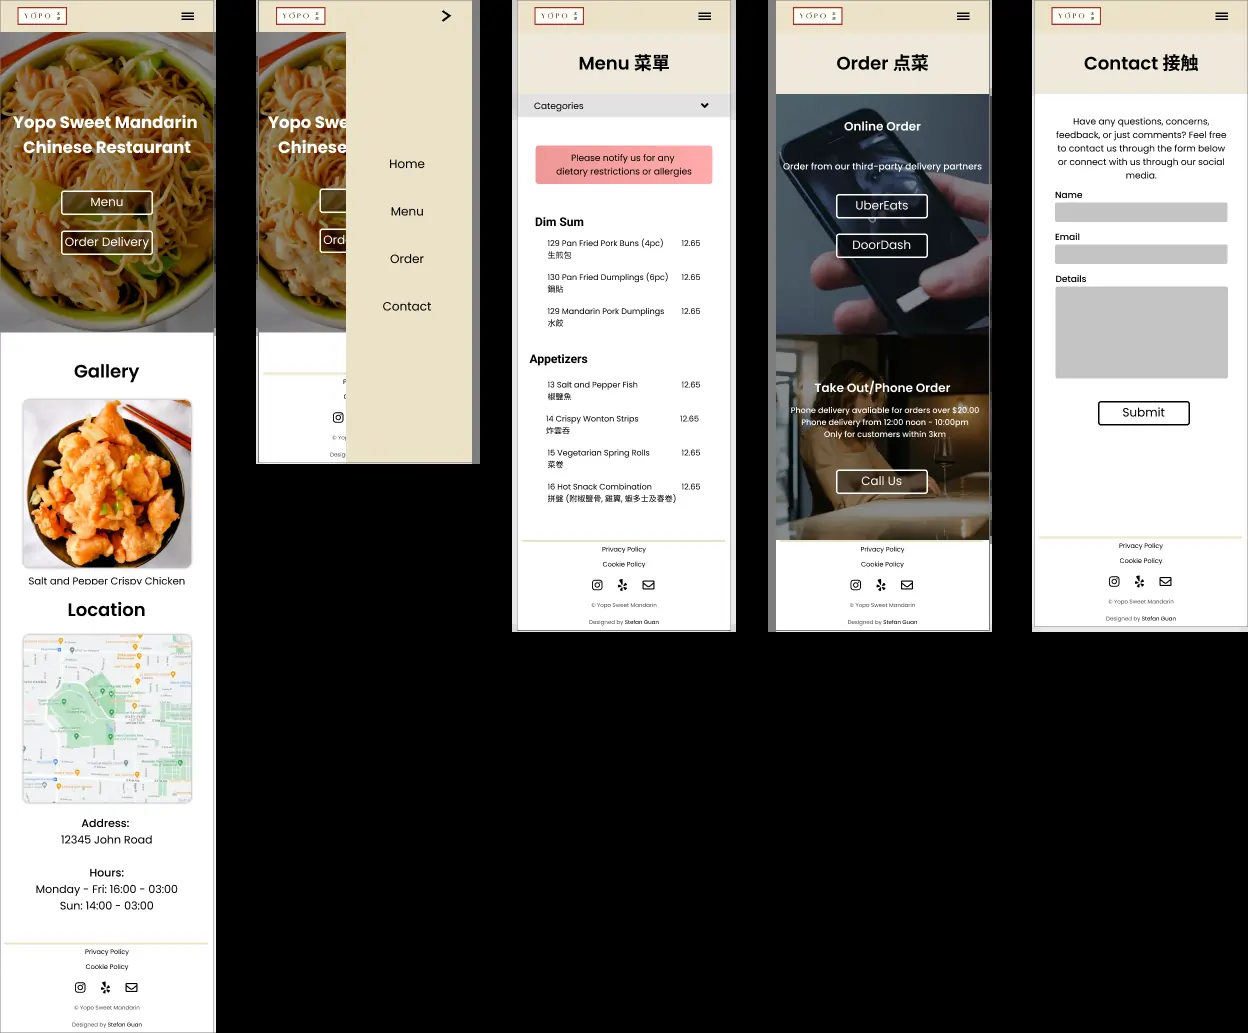 YOPO
Yopo Sweet Mandarin
Chinese Restaurant
Menu
Order Delivery
Gallery
Salt and Pepper Crispy Chicken
Location
Address:
12345 John Road
Hours:
Monday - Fri: 16:00 - 03:00
Sun: 14:00 - 03:00
Privacy Policy
Cookie Policy
© Yopo Sweet Mandarin
Designed by Stefan Guan
YOPO
Yopo Swe
Chinese
Ord
Home
Menu
Order
Contact
© Yo
Desig
YOPO
Menu 菜單
Categories
Please notify us for any
dietary restrictions or allergies
Dim Sum
129 Pan Fried Pork Buns (4pc) 12.65
生煎包
130 Pan Fried Dumplings (6pc) 12.65
鍋貼
129 Mandarin Pork Dumplings 12.65
水餃
Appetizers
13 Salt and Pepper Fish 12.65
椒鹽魚
14 Crispy Wonton Strips 12.65
炸雲吞
15 Vegetarian Spring Rolls 12.65
菜卷
16 Hot Snack Combination 12.65
拼盤 (附椒鹽骨, 雞翼, 蝦多士及春卷)
Privacy Policy
Cookie Policy
© Yopo Sweet Mandarin
Designed by Stefan Guan
YOPO
Order 点菜
Online Order
Order from our third-party delivery partners
UberEats
DoorDash
Take Out/Phone Order
Phone delivery avaliable for orders over $20.00
Phone delivery from 12:00 noon - 10:00pm
Only for customers within 3km
Call Us
Privacy Policy
Cookie Policy
© Yopo Sweet Mandarin
Designed by Stefan Guan
YOPO
Contact 接触
Have any questions, concerns,
feedback, or just comments? Feel free
to contact us through the form below
or connect with us through our social
media.
Name
Email
Details
Submit
Privacy Policy
Cookie Policy
© Yopo Sweet Mandarin
Designed by Stefan Guan